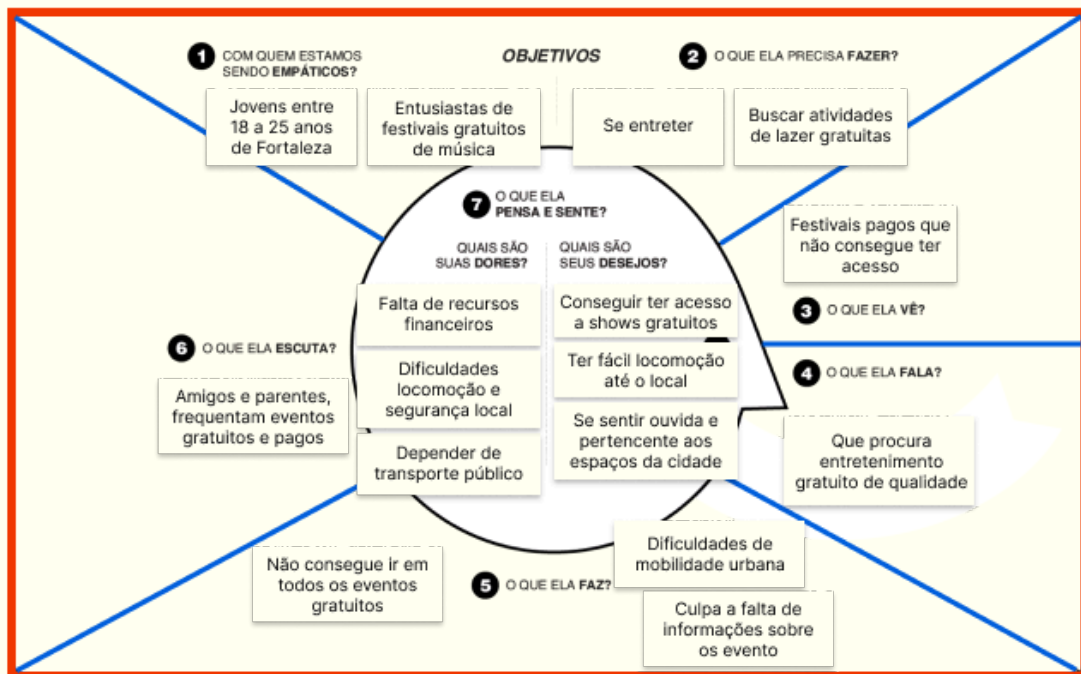 1 COM QUEM ESTAMOS
SENDO EMPÁTICOS?
OBJETIVOS
2 O QUE ELA PRECISA FAZER?
Jovens entre
18 a 25 anos
de Fortaleza
Entusiastas de
festivais gratuitos
de música
Se entreter
Buscar atividades
de lazer gratuitas
7 O QUE ELA
PENSA E SENTE?
QUAIS SÃO
SUAS DORES?
QUAIS SÃO
SEUS DESEJOS?
Falta de recursos
financeiros
Dificuldades
locomoção e
segurança local
Depender de
transporte público
Conseguir ter acesso
a shows gratuitos
Ter fácil locomoção
até o local
Se sentir ouvida e
pertencente aos
espaços da cidade
Festivais pagos que
não consegue ter
acesso
3 O QUE ELA VÊ?
4 O QUE ELA FALA?
Que procura
entretenimento
gratuito de qualidade
6 O QUE ELA ESCUTA?
Amigos e parentes,
frequentam eventos
gratuitos e pagos
Não consegue ir em
todos os eventos
gratuitos
5 O QUE ELA FAZ?
Dificuldades de
mobilidade urbana
Culpa a falta de
informações sobre
os evento